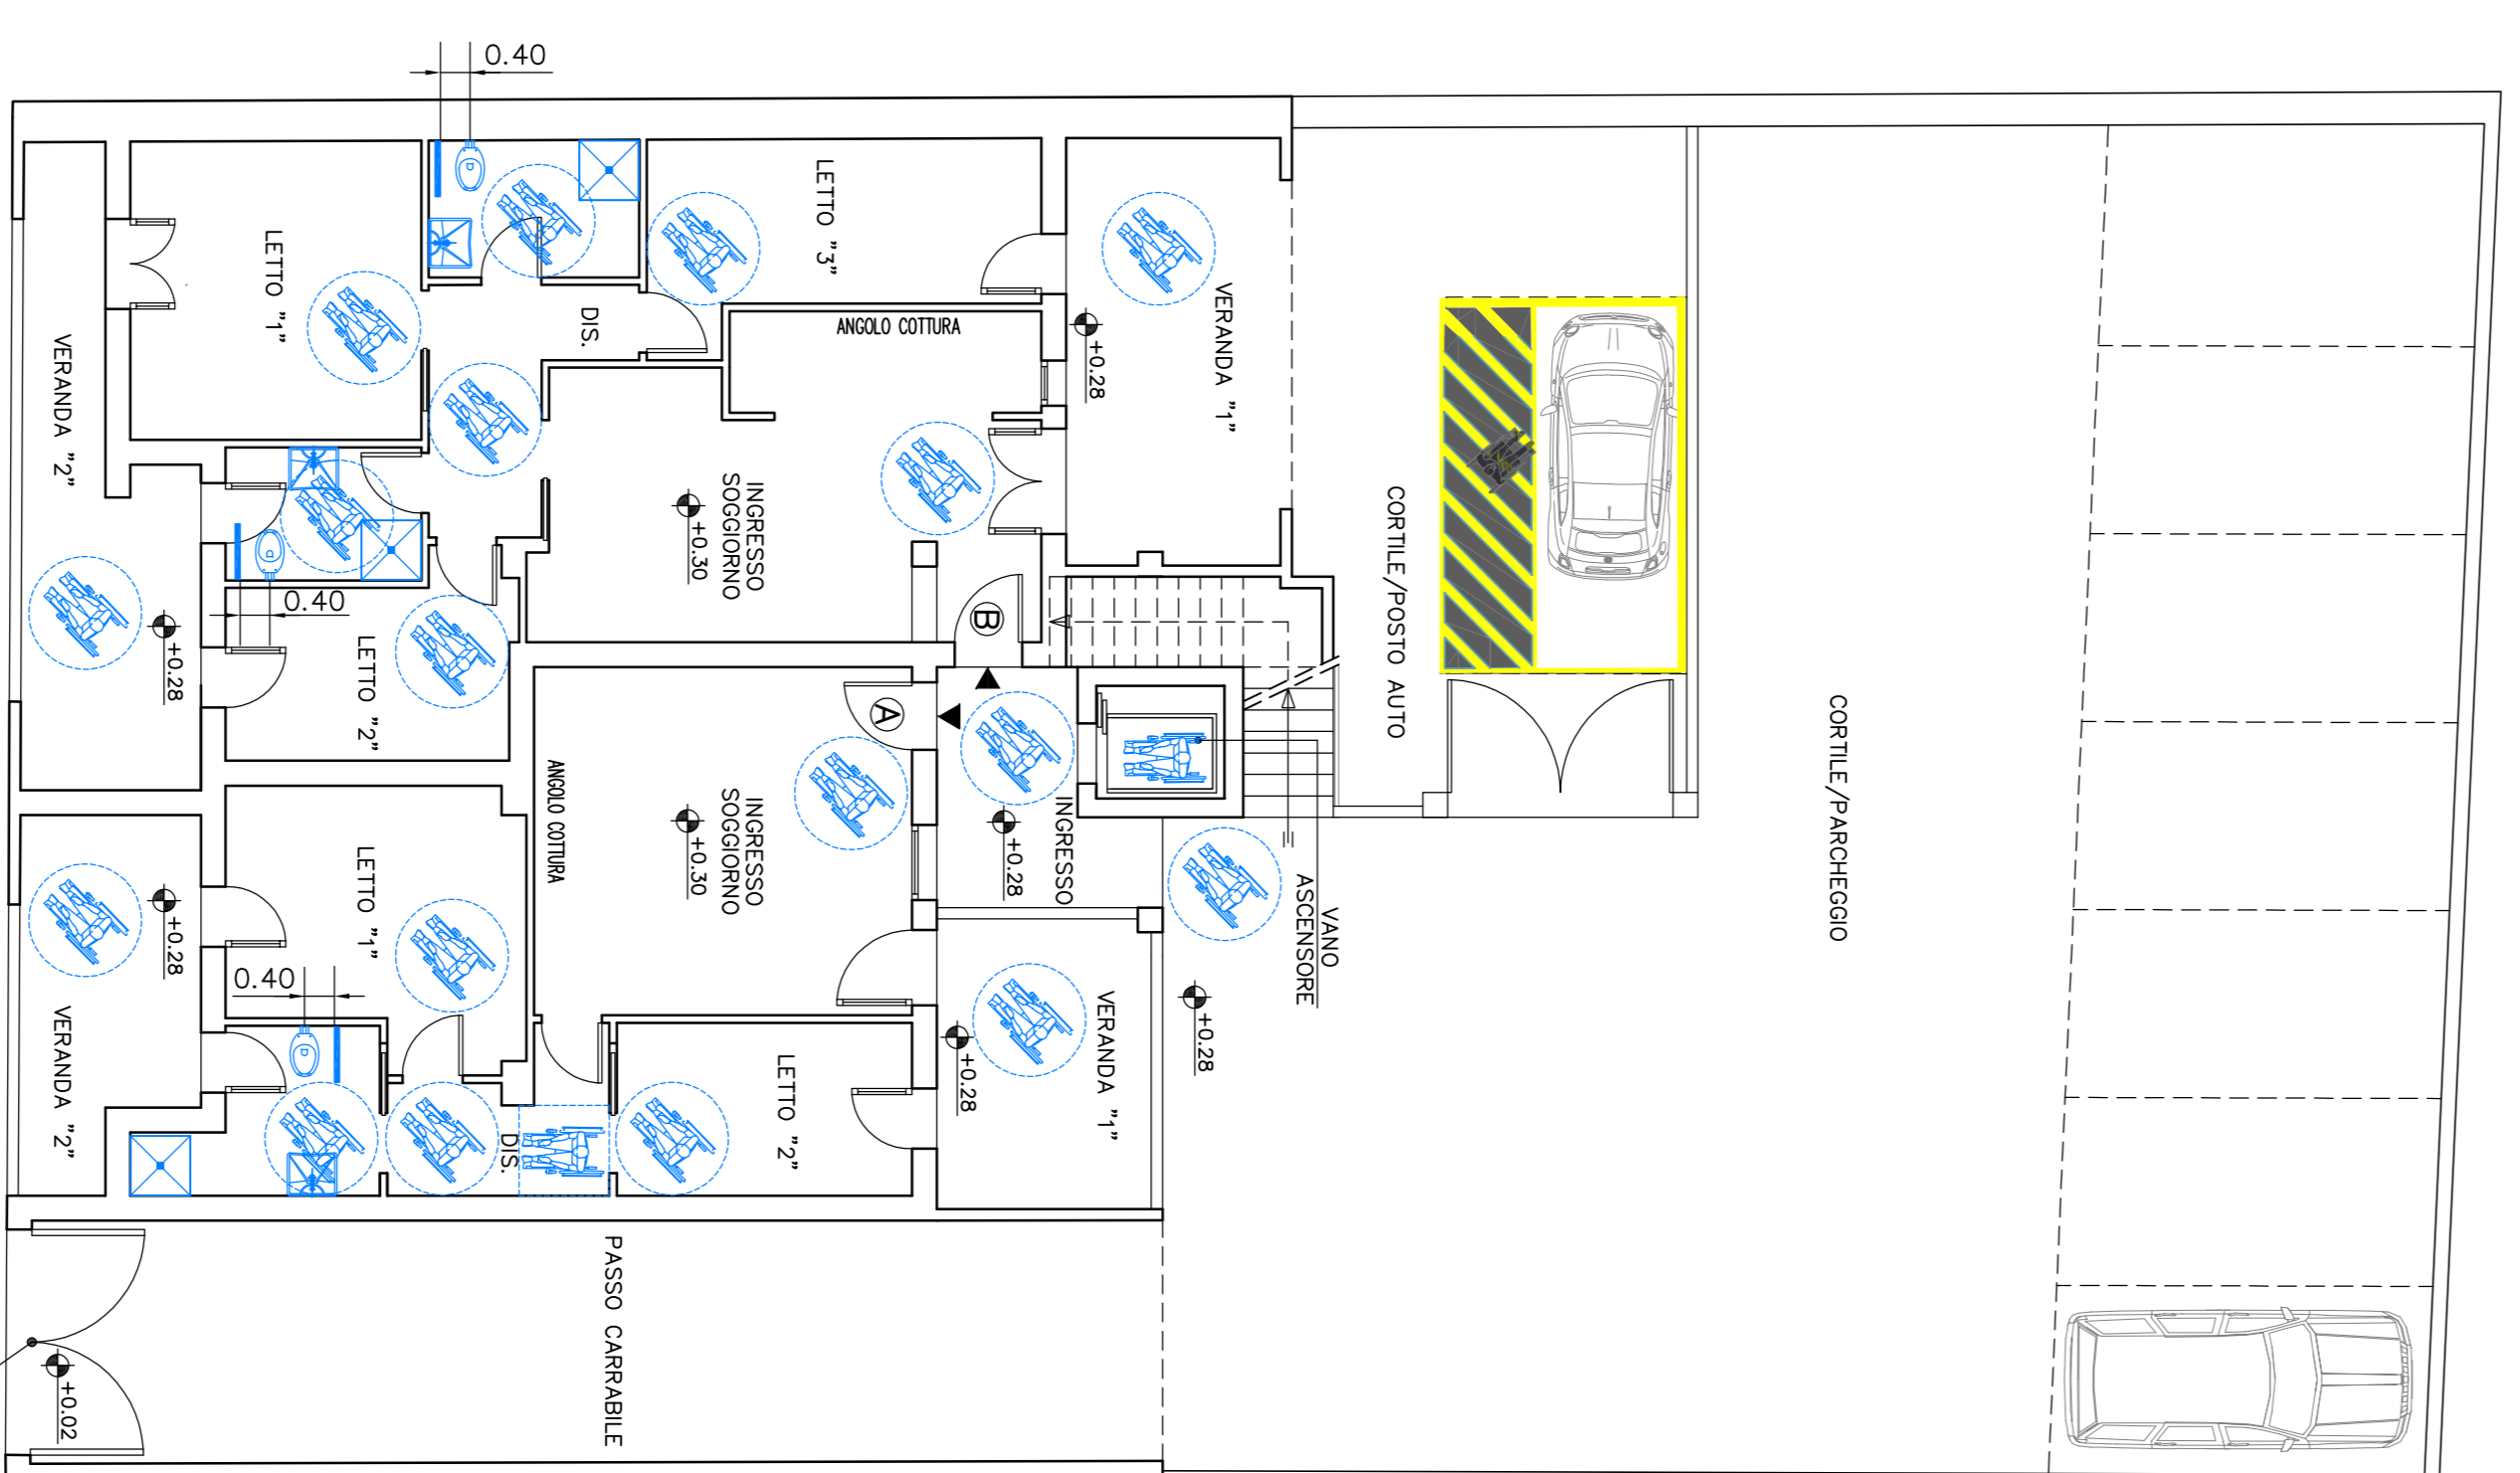 0.40
LETTO "3"
VERANDA "1"
LETTO "1"
DIS.
ANGOLO COTTURA
+0.28
VERANDA "2"
INGRESSO
SOGGIORNO
+0.30
CORTILE/POSTO AUTO
0.40
B
+0.28
LETTO "2"
A
CORTILE/PARCHEGGIO
ANGOLO COTTURA
INGRESSO
SOGGIORNO
+0.30
INGRESSO
+0.28
VANO
ASCENSORE
LETTO "1"
+0.28
0.40
VERANDA "2"
DIS.
LETTO "2"
+0.28
VERANDA "1"
+0.28
PASSO CARRABILE
+0.02